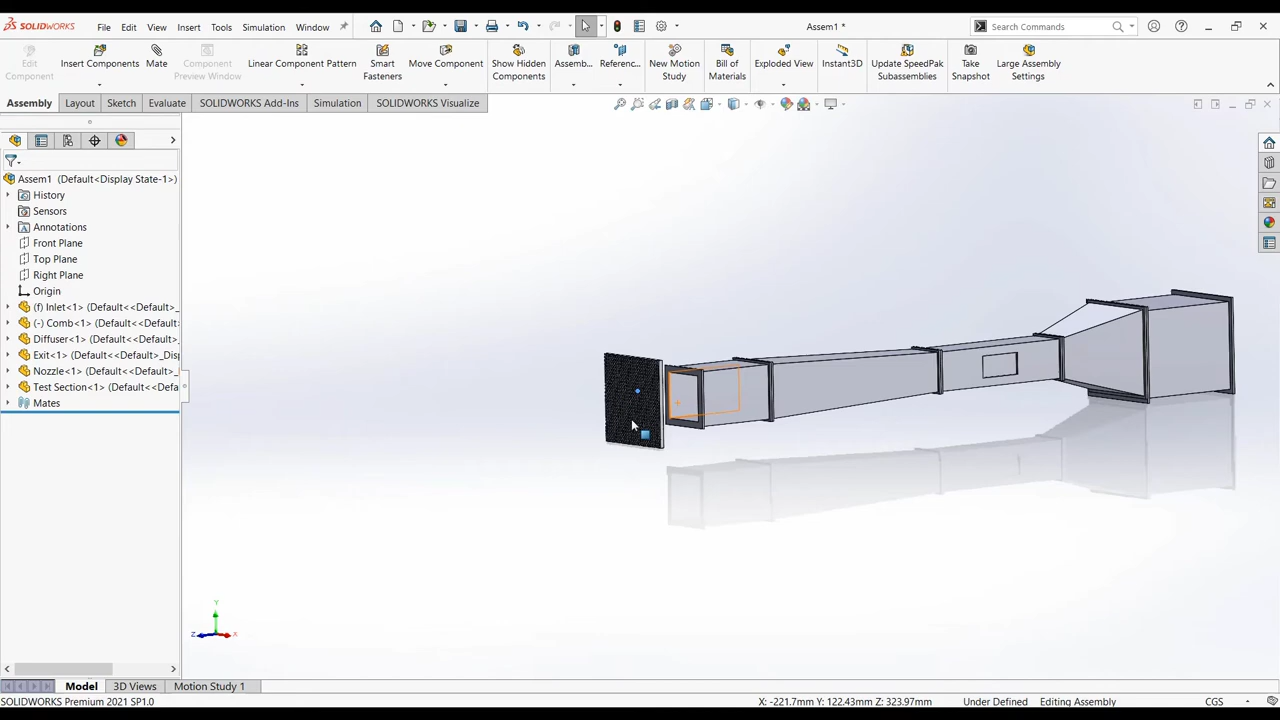 SOLIDWORKS File Edit View Insert Tools Simulation Window Assem1 * Search Commands
Edit Component
Insert Components
Mate
Component Preview Window
Linear Component Pattern
Smart Fasteners
Move Component
Show Hidden Components
Assemb...
Referenc...
New Motion Study
Bill of Materials
Exploded View
Instant3D
Update SpeedPak Subassemblies
Take Snapshot
Large Assembly Settings
Assembly Layout Sketch Evaluate SOLIDWORKS Add-Ins Simulation SOLIDWORKS Visualize
Assem1 (Default<Display State-1>)
History
Sensors
Annotations
Front Plane
Top Plane
Right Plane
Origin
(f) Inlet<1> (Default<<Default>_
(-) Comb<1> (Default<<Default>
Diffuser<1> (Default<<Default>_
Exit<1> (Default<<Default>_Disp
Nozzle<1> (Default<<Default>_
Test Section<1> (Default<<Defa
Mates
Y
Z X
Model 3D Views Motion Study 1
SOLIDWORKS Premium 2021 SP1.0 X: -221.7mm Y: 122.43mm Z: 323.97mm Under Defined Editing Assembly CGS